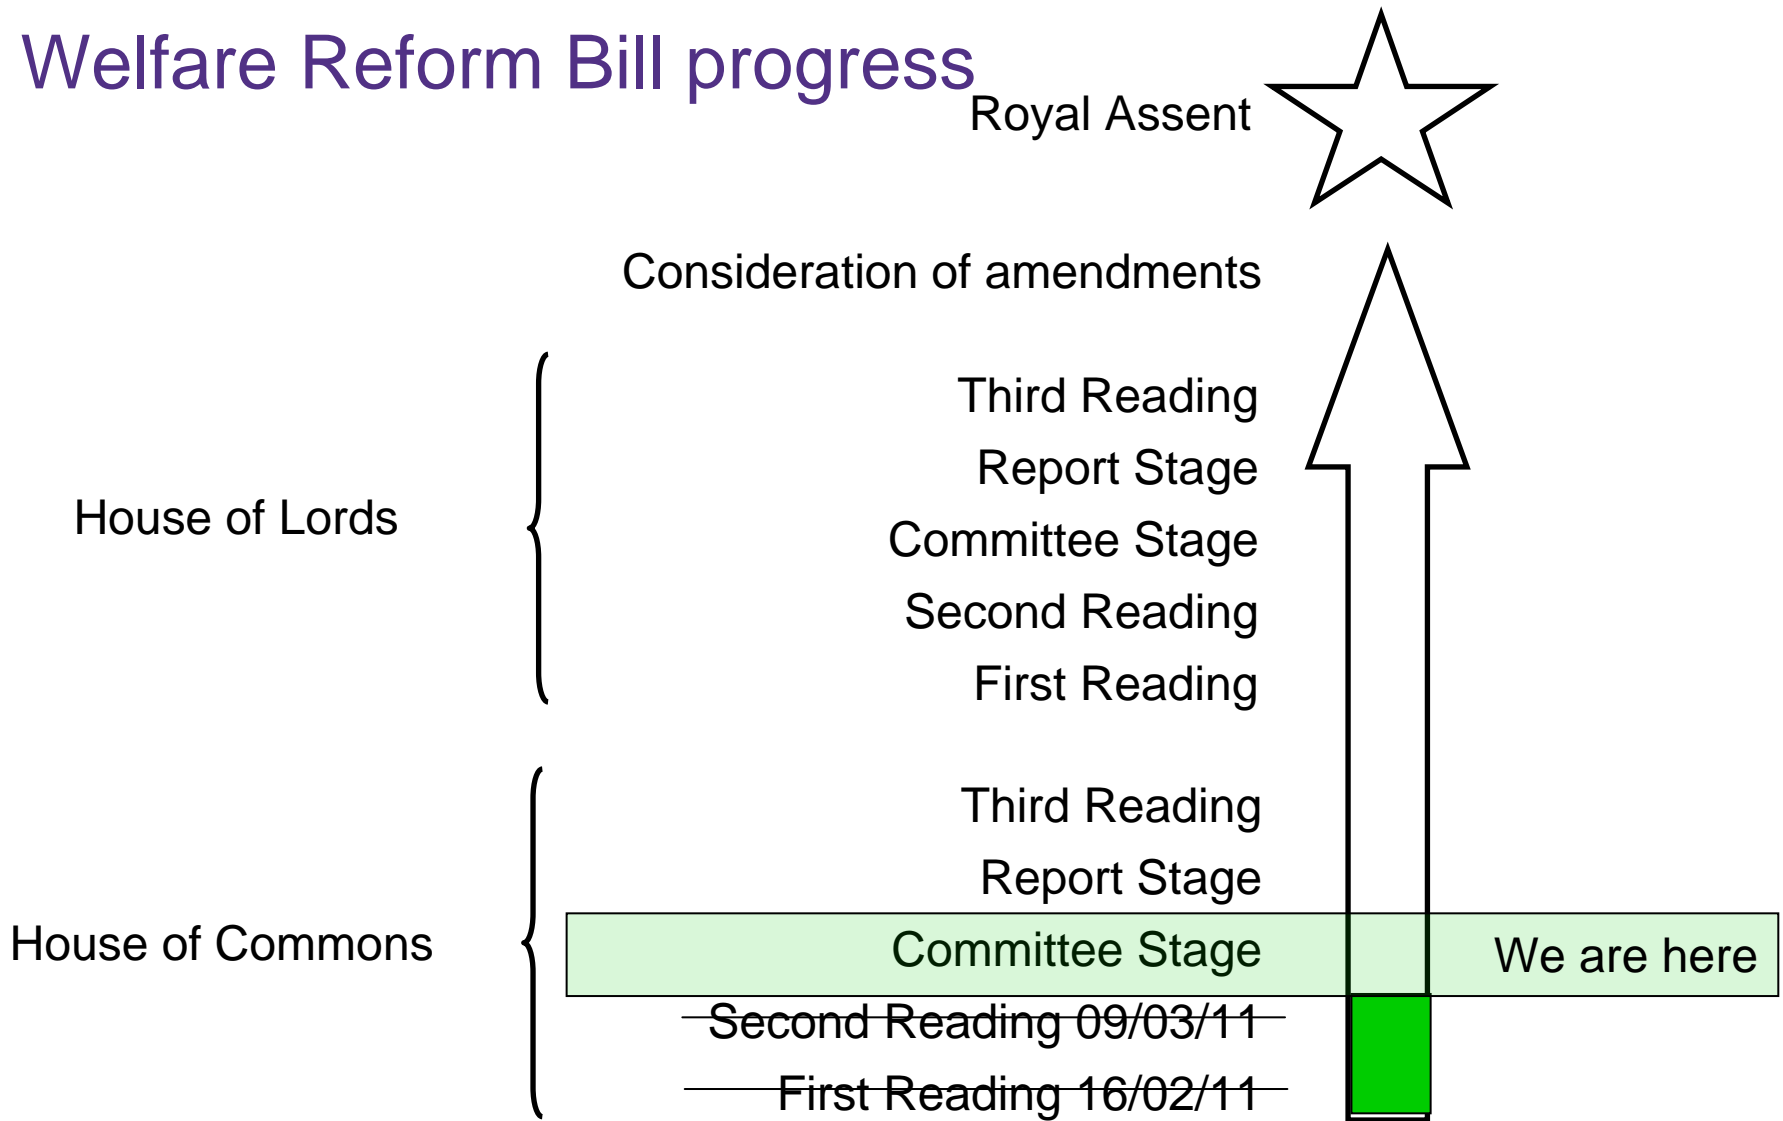 Welfare Reform Bill progress
Royal Assent
Consideration of amendments
Third Reading
Report Stage
House of Lords
Committee Stage
Second Reading
First Reading
Third Reading
Report Stage
House of Commons
Committee Stage
We are here
Second Reading 09/03/11
First Reading 16/02/11